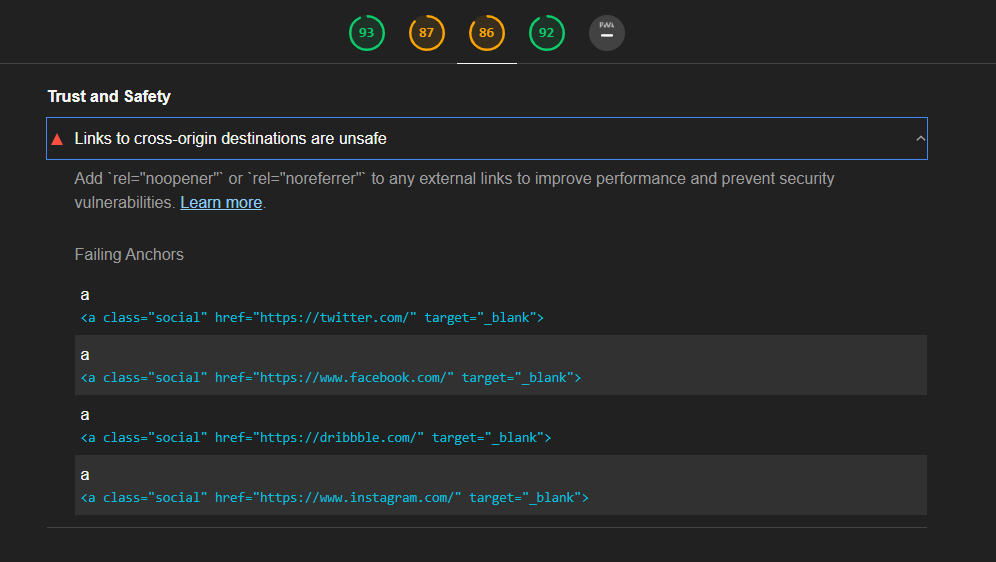 93 87 86 92 PWA
Trust and Safety
Links to cross-origin destinations are unsafe
Add `rel="noopener"` or `rel="noreferrer"` to any external links to improve performance and prevent security
vulnerabilities. Learn more.
Failing Anchors
a
<a class="social" href="https://twitter.com/" target="_blank">
a
<a class="social" href="https://www.facebook.com/" target="_blank">
a
<a class="social" href="https://dribbble.com/" target="_blank">
a
<a class="social" href="https://www.instagram.com/" target="_blank">